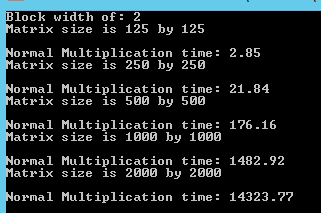 Block width of: 2
Matrix size is 125 by 125
Normal Multiplication time: 2.85
Matrix size is 250 by 250
Normal Multiplication time: 21.84
Matrix size is 500 by 500
Normal Multiplication time: 176.16
Matrix size is 1000 by 1000
Normal Multiplication time: 1482.92
Matrix size is 2000 by 2000
Normal Multiplication time: 14323.77